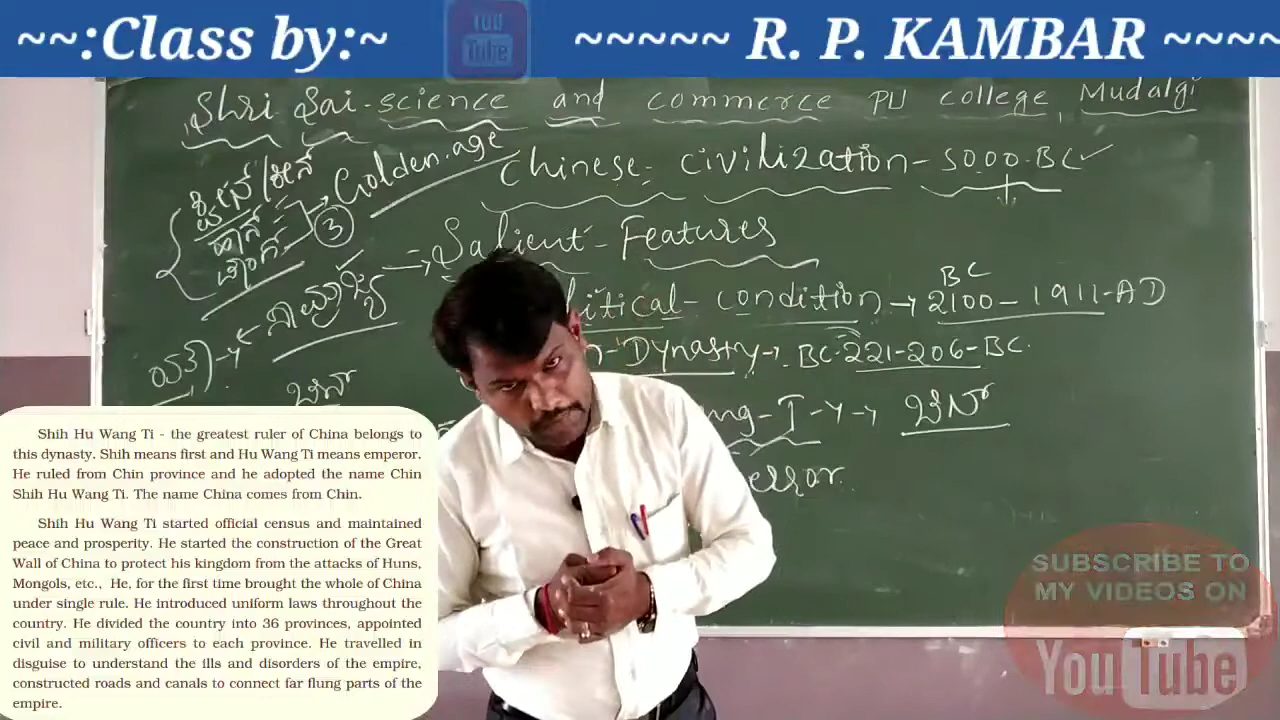 ~~:Class by:~ ~~~~~ R. P. KAMBAR ~~~~
You
Tube
Shri Sai-science and commerce PU college, Mudalgi
Chinese civilization - 5000-BC
Golden-age
3
Salient-Features
litical-condition → 2100 - 1911-AD
BC
n-Dynasty → BC-221-206-BC.
ng-T-Y→
ಸಾಮ್ರಾಜ್ಯ
Shih Hu Wang Ti - the greatest ruler of China belongs to
this dynasty. Shih means first and Hu Wang Ti means emperor.
He ruled from Chin province and he adopted the name Chin
Shih Hu Wang Ti. The name China comes from Chin.
Shih Hu Wang Ti started official census and maintained
peace and prosperity. He started the construction of the Great
Wall of China to protect his kingdom from the attacks of Huns,
Mongols, etc., He, for the first time brought the whole of China
under single rule. He introduced uniform laws throughout the
country. He divided the country into 36 provinces, appointed
civil and military officers to each province. He travelled in
disguise to understand the ills and disorders of the empire,
constructed roads and canals to connect far flung parts of the
empire.
SUBSCRIBE TO
MY VIDEOS ON
YouTube